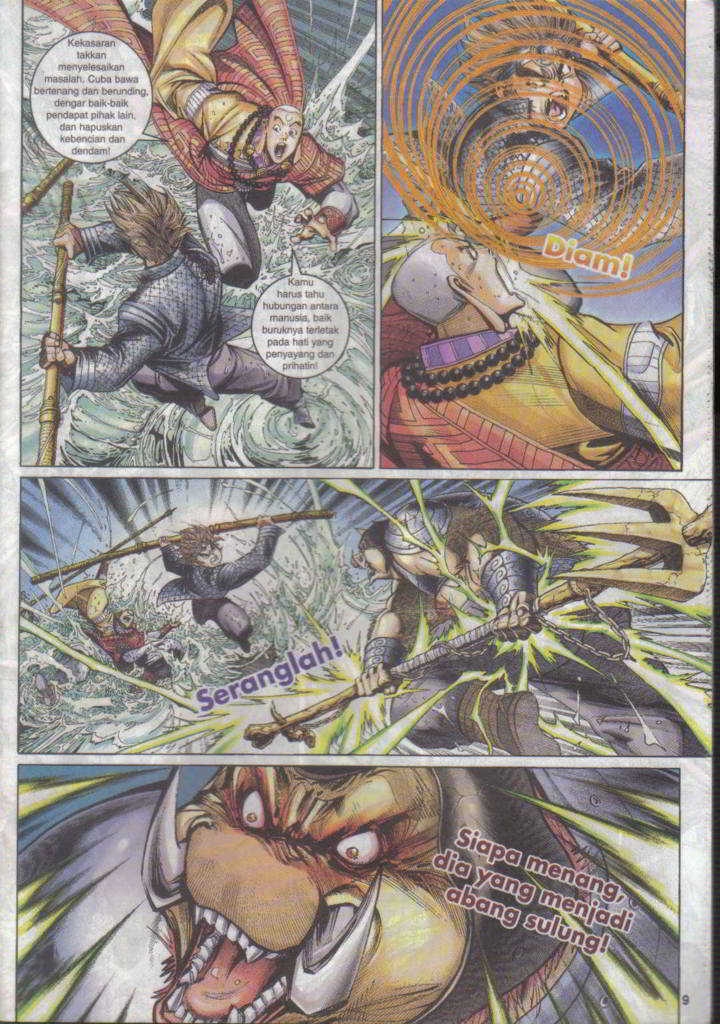 Kekasaran
takkan
menyelesaikan
masalah. Cuba bawa
bertenang dan berunding,
dengar baik-baik
pendapat pihak lain,
dan hapuskan
kebencian dan
dendam!
Kamu
harus tahu
hubungan antara
manusia, baik
buruknya terletak
pada hati yang
penyayang dan
prihatin!
Diam!
Seranglah!
Siapa menang,
dia yang menjadi
abang sulung!
9